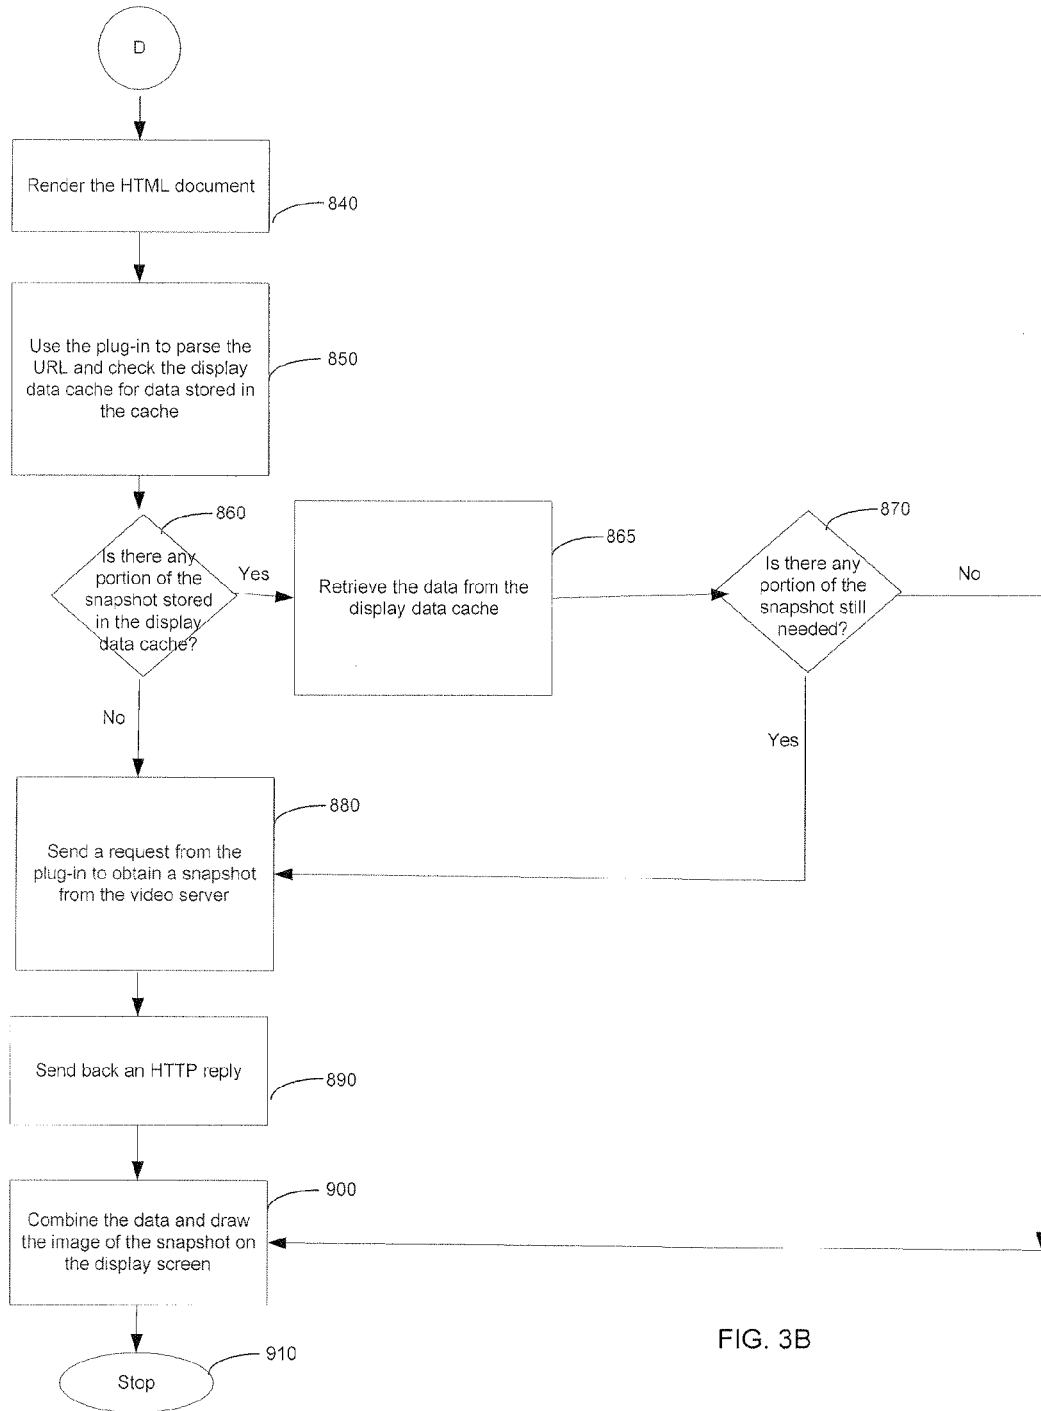 D
Render the HTML document
840
Use the plug-in to parse the
URL and check the display
data cache for data stored in
the cache
850
860
Is there any
portion of the
snapshot stored
in the display
data cache?
Yes
Retrieve the data from the
display data cache
865
870
Is there any
portion of the
snapshot still
needed?
No
No
Yes
880
Send a request from the
plug-in to obtain a snapshot
from the video server
Send back an HTTP reply
890
900
Combine the data and draw
the image of the snapshot on
the display screen
FIG. 3B
910
Stop